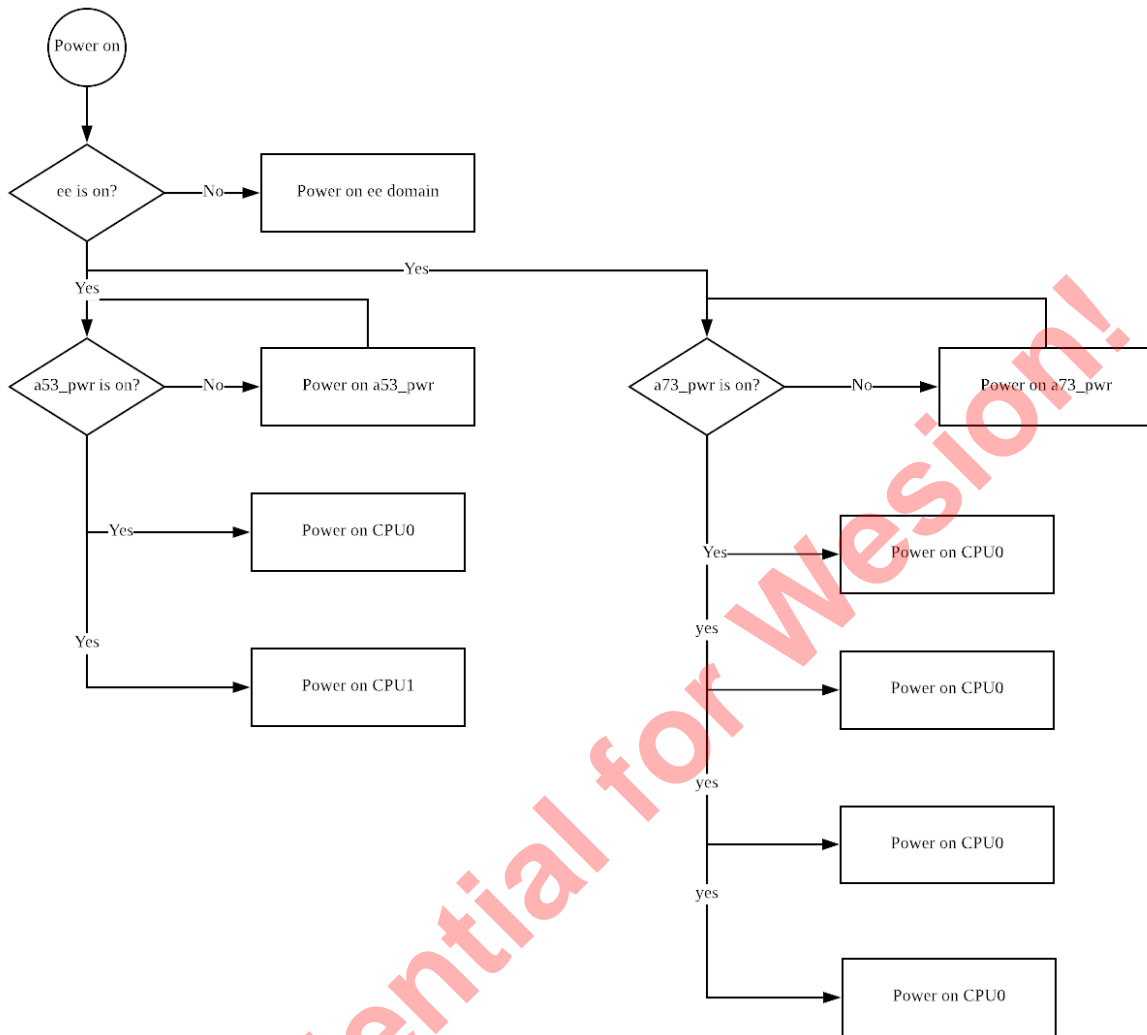 Power on
ee is on?
No
Power on ee domain
Yes
Yes
a53_pwr is on?
No
Power on a53_pwr
a73_pwr is on?
No
Power on a73_pwr
Yes
Power on CPU0
Yes
Power on CPU1
Yes
Power on CPU0
yes
Power on CPU0
yes
Power on CPU0
yes
Power on CPU0
ential for Wesion!